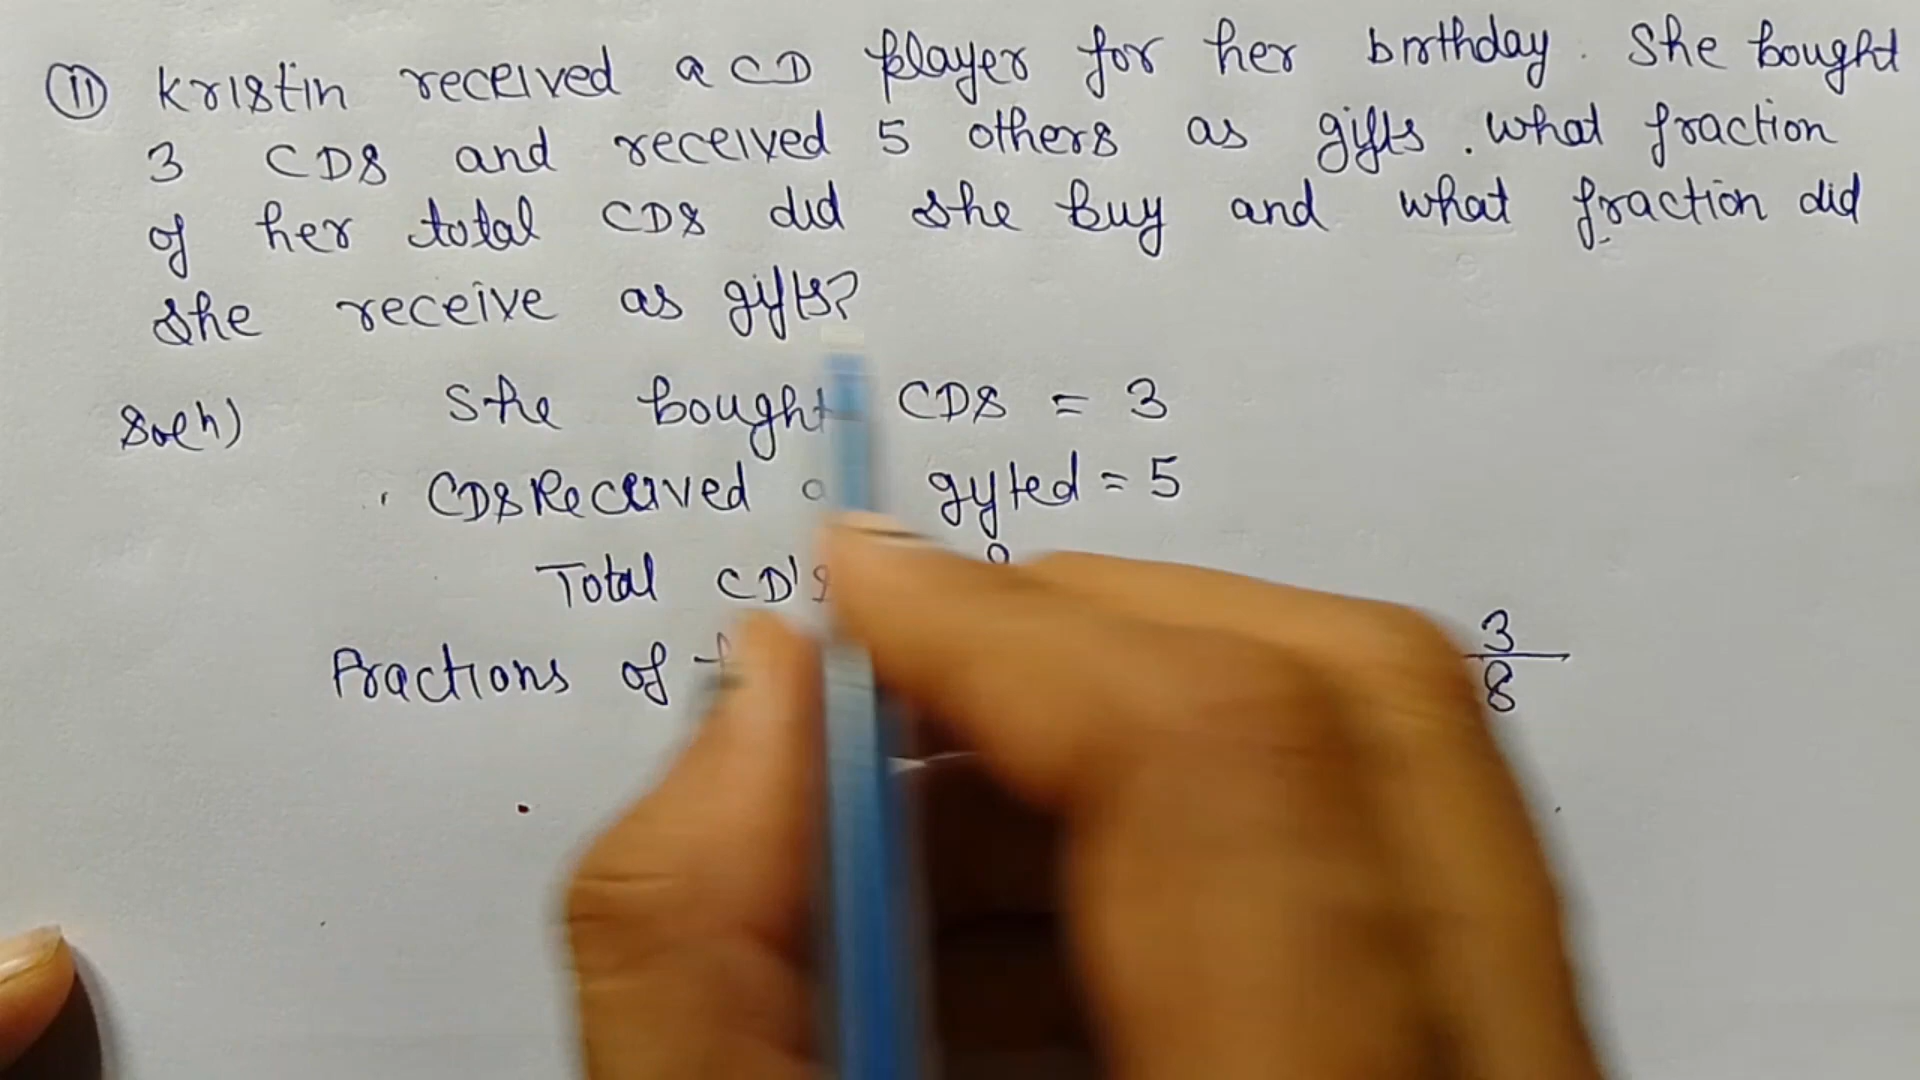 11 Kristin received a CD player for her birthday. She bought
3 CDs and received 5 others as gifts. what fraction
of her total CDs did she buy and what fraction did
she receive as gifts?
Soln) She bought CDs = 3
CDs Received gifted = 5
Total CD's
Fractions of 3/8